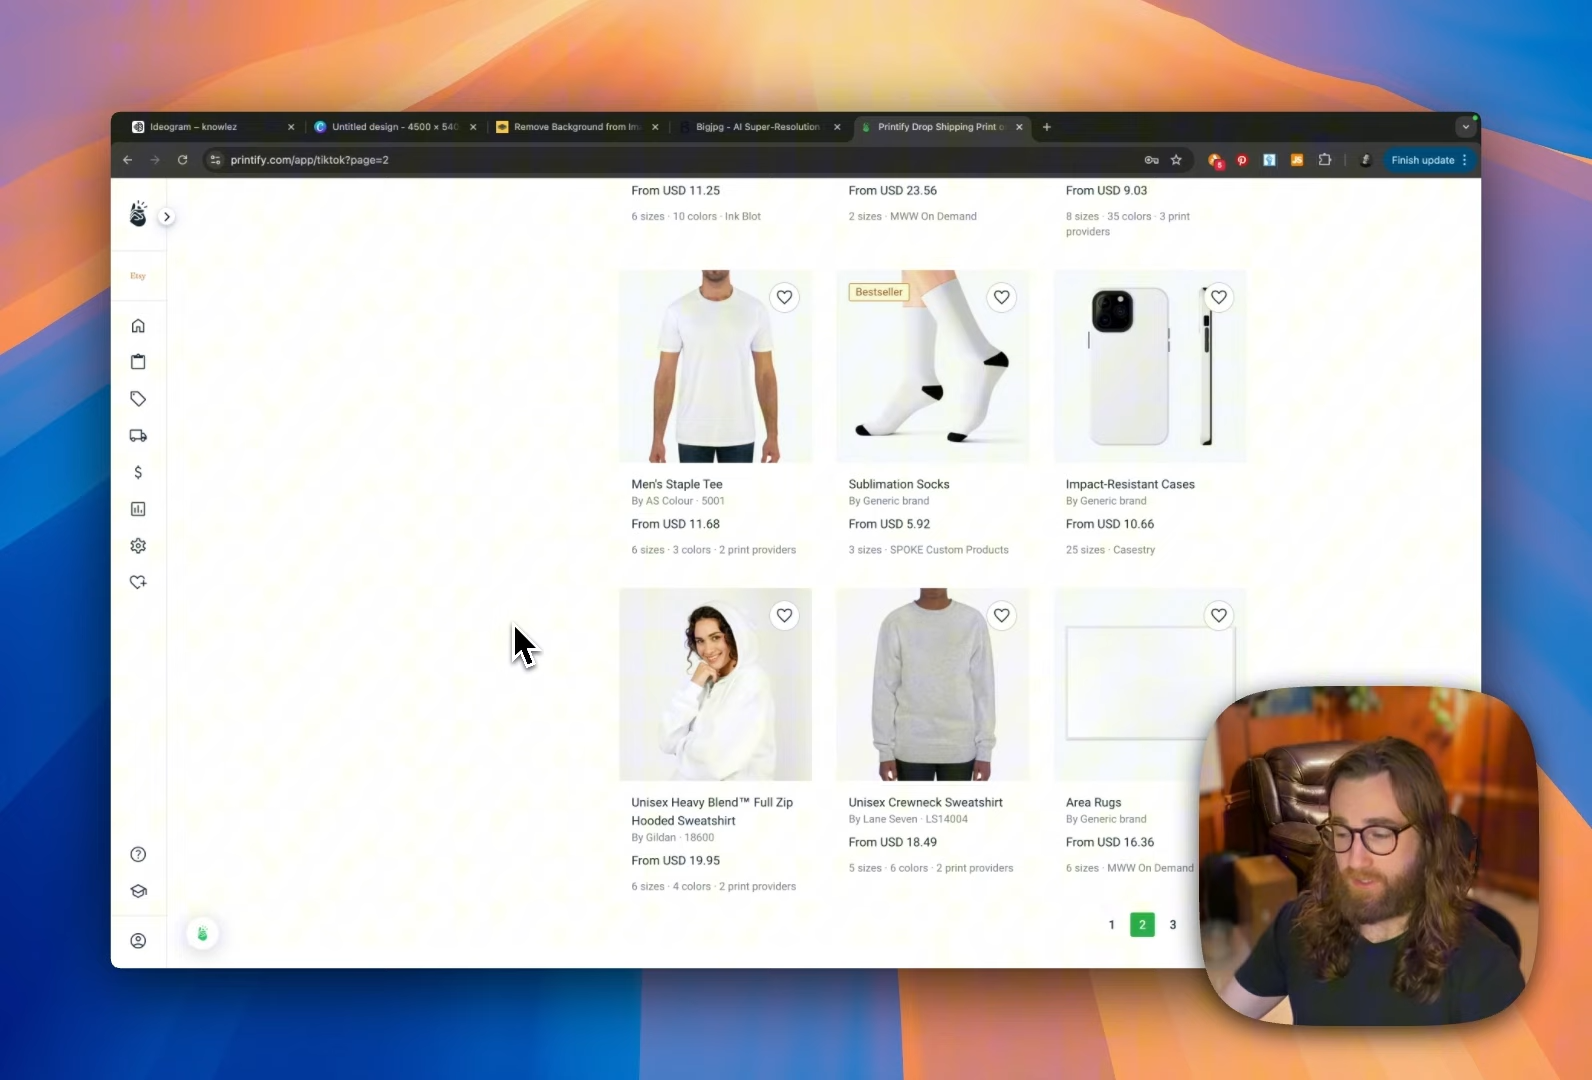 Ideogram – knowlez
Untitled design - 4500 × 540
Remove Background from Im
Bigjpg - AI Super-Resolution
Printify Drop Shipping Print o
printify.com/app/tiktok?page=2
5
JS
Finish update
Etsy
From USD 11.25
6 sizes · 10 colors · Ink Blot
From USD 23.56
2 sizes · MWW On Demand
From USD 9.03
8 sizes · 35 colors · 3 print
providers
Men's Staple Tee
By AS Colour · 5001
From USD 11.68
6 sizes · 3 colors · 2 print providers
Bestseller
Sublimation Socks
By Generic brand
From USD 5.92
3 sizes · SPOKE Custom Products
Impact-Resistant Cases
By Generic brand
From USD 10.66
25 sizes · Casestry
Unisex Heavy Blend™ Full Zip
Hooded Sweatshirt
By Gildan · 18600
From USD 19.95
6 sizes · 4 colors · 2 print providers
Unisex Crewneck Sweatshirt
By Lane Seven · LS14004
From USD 18.49
5 sizes · 6 colors · 2 print providers
Area Rugs
By Generic brand
From USD 16.36
6 sizes · MWW On Demand
1 2 3